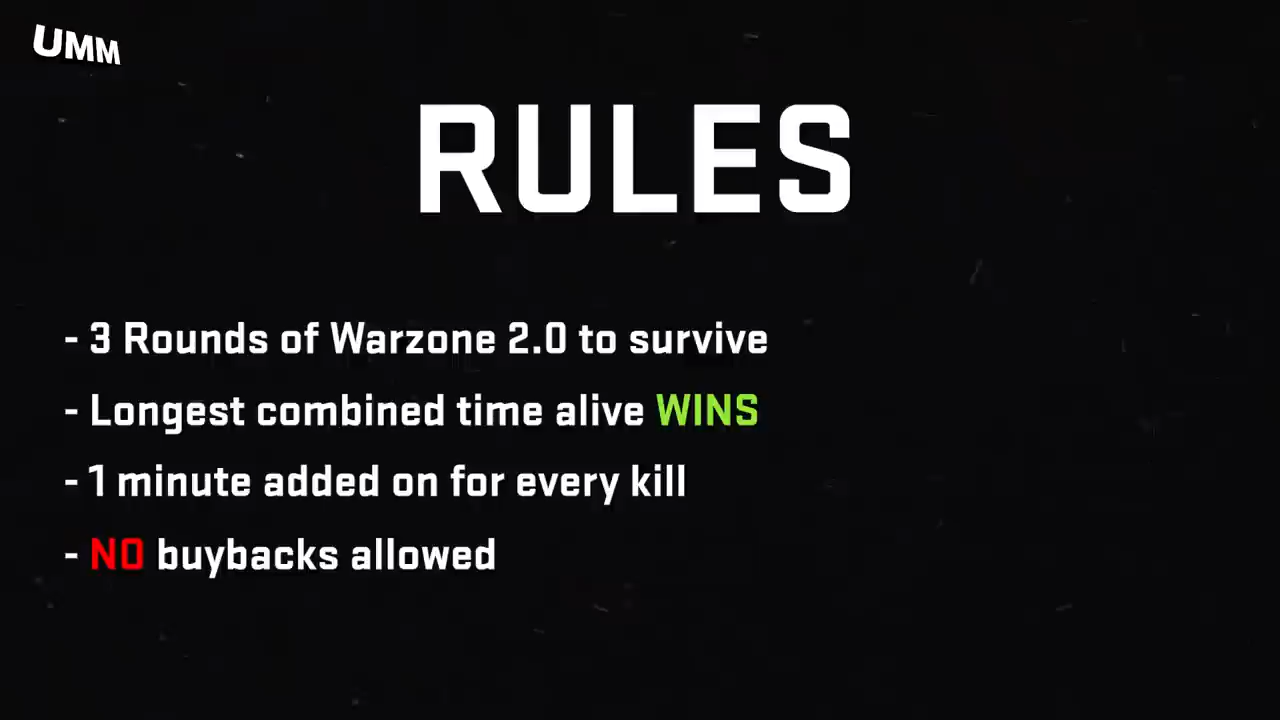 UMM
RULES
- 3 Rounds of Warzone 2.0 to survive
- Longest combined time alive WINS
- 1 minute added on for every kill
- NO buybacks allowed